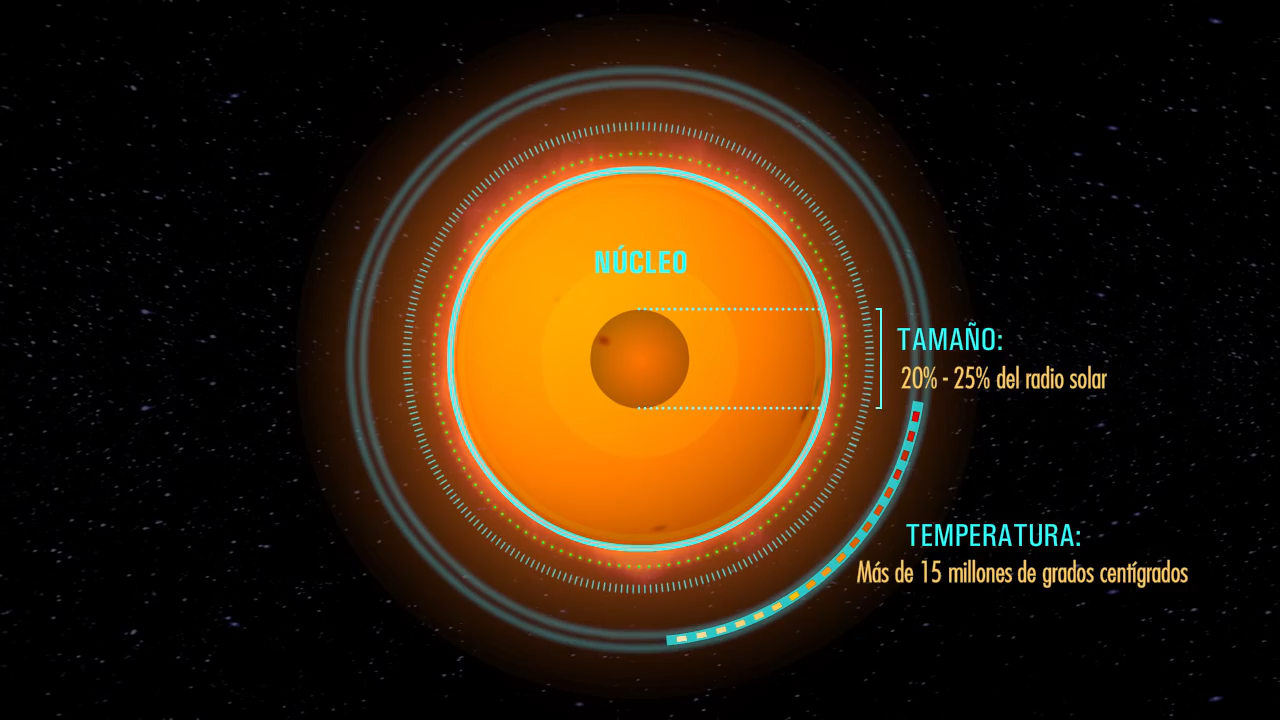 NÚCLEO
TAMAÑO:
20% - 25% del radio solar
TEMPERATURA:
Más de 15 millones de grados centígrados